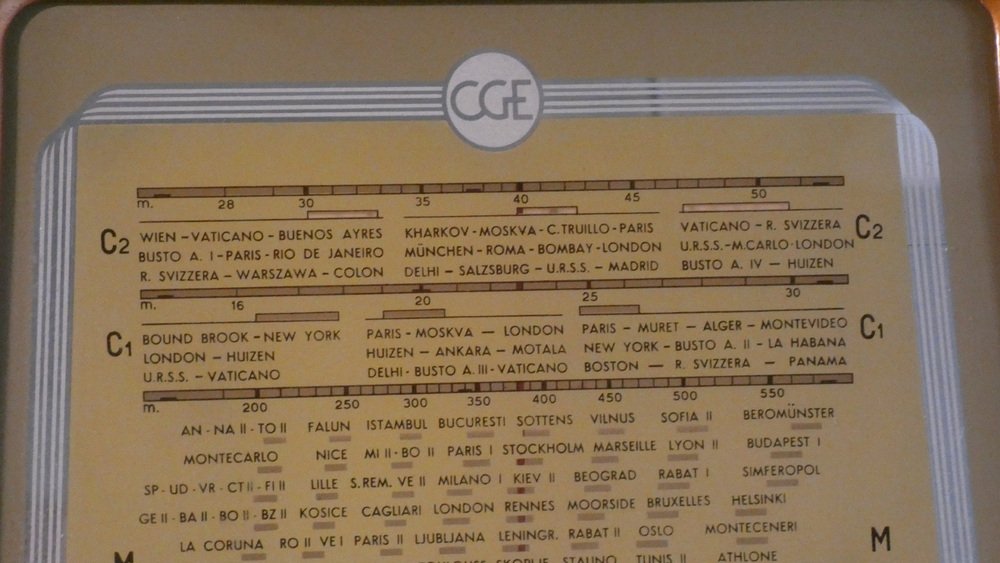 CGE
m. 28 30 35 40 45 50
C2 WIEN - VATICANO - BUENOS AYRES KHARKOV - MOSKVA - C.TRUILLO - PARIS VATICANO - R. SVIZZERA C2
BUSTO A. I - PARIS - RIO DE JANEIRO MÜNCHEN - ROMA - BOMBAY - LONDON U.R.S.S. - M.CARLO - LONDON
R. SVIZZERA - WARSZAWA - COLON DELHI - SALZSBURG - U.R.S.S. - MADRID BUSTO A. IV - HUIZEN
m. 16 20 25 30
C1 BOUND BROOK - NEW YORK PARIS - MOSKVA - LONDON PARIS - MURET - ALGER - MONTEVIDEO C1
LONDON - HUIZEN HUIZEN - ANKARA - MOTALA NEW YORK - BUSTO A. II - LA HABANA
U.R.S.S. - VATICANO DELHI - BUSTO A. III - VATICANO BOSTON - R. SVIZZERA - PANAMA
m. 200 250 300 350 400 450 500 550
AN - NA II - TO II FALUN ISTAMBUL BUCURESTI SOTTENS VILNUS SOFIA II BEROMÜNSTER
MONTECARLO NICE MI II - BO II PARIS I STOCKHOLM MARSEILLE LYON II BUDAPEST I
SP - UD - VR - CT II - FI II LILLE S.REM. VE II MILANO I KIEV II BEOGRAD RABAT I SIMFEROPOL
GE II - BA II - BO II - BZ II KOSICE CAGLIARI LONDON RENNES MOORSIDE BRUXELLES HELSINKI
LA CORUNA RO II VE I PARIS II LJUBLJANA LENINGR. RABAT II OSLO MONTECENERI
M SKOPLJE STALINO TUNIS II ATHLONE M